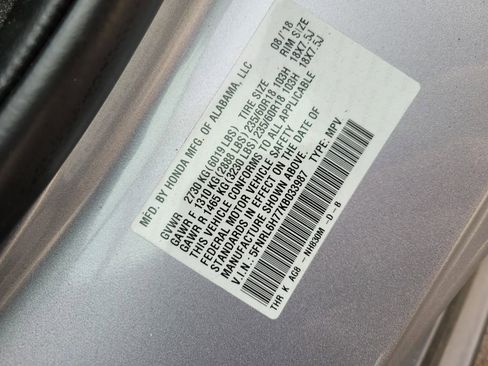 MFD. BY HONDA MFG. OF ALABAMA, LLC 08/'18
GVWR 2730 KG (6019 LBS) TIRE SIZE RIM SIZE
GAWR F 1310 KG (2888 LBS) 235/60R18 103H 18X7.5J
GAWR R 1465 KG (3230 LBS) 235/60R18 103H 18X7.5J
THIS VEHICLE CONFORMS TO ALL APPLICABLE
FEDERAL MOTOR VEHICLE SAFETY
STANDARDS IN EFFECT ON THE DATE OF
MANUFACTURE SHOWN ABOVE.
V.I.N.: 5FNRL6H77KB033987 TYPE: MPV
THR K AG8 - NH830M -D -B